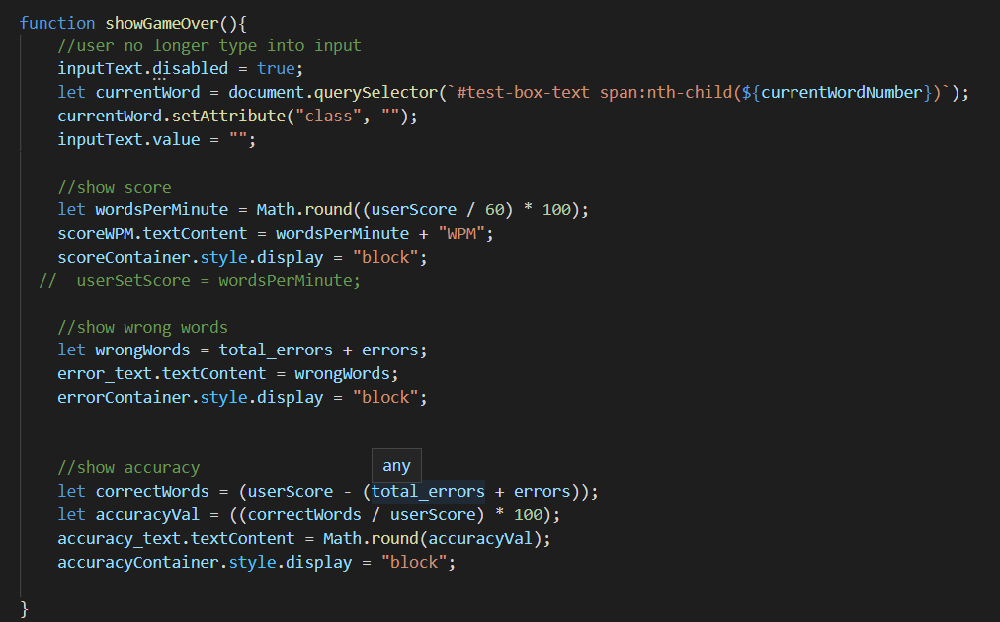 function showGameOver(){
//user no longer type into input
inputText.disabled = true;
let currentWord = document.querySelector(`#test-box-text span:nth-child(${currentWordNumber})`);
currentWord.setAttribute("class", "");
inputText.value = "";
//show score
let wordsPerMinute = Math.round((userScore / 60) * 100);
scoreWPM.textContent = wordsPerMinute + "WPM";
scoreContainer.style.display = "block";
//  userSetScore = wordsPerMinute;
//show wrong words
let wrongWords = total_errors + errors;
error_text.textContent = wrongWords;
errorContainer.style.display = "block";
any
//show accuracy
let correctWords = (userScore - (total_errors + errors));
let accuracyVal = ((correctWords / userScore) * 100);
accuracy_text.textContent = Math.round(accuracyVal);
accuracyContainer.style.display = "block";
}